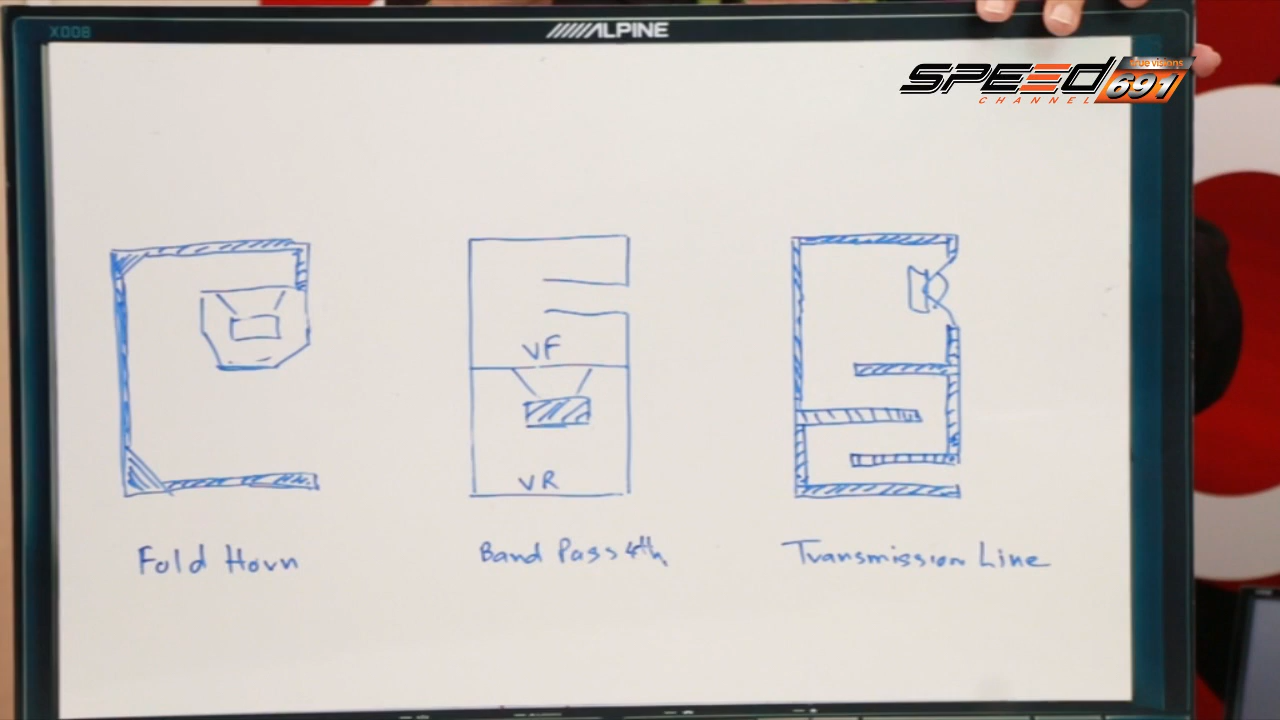 X008
ALPINE
SPEED
CHANNEL
true visions
691
VF
VR
Fold Horn
Band Pass 4th
Transmission Line